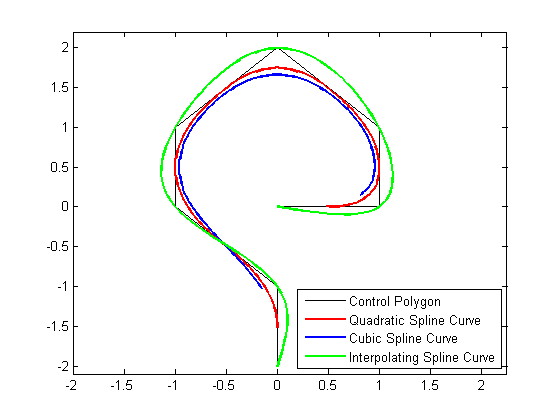 2
1.5
1
0.5
0
-0.5
-1
-1.5
-2
-2 -1.5 -1 -0.5 0 0.5 1 1.5 2
Control Polygon
Quadratic Spline Curve
Cubic Spline Curve
Interpolating Spline Curve